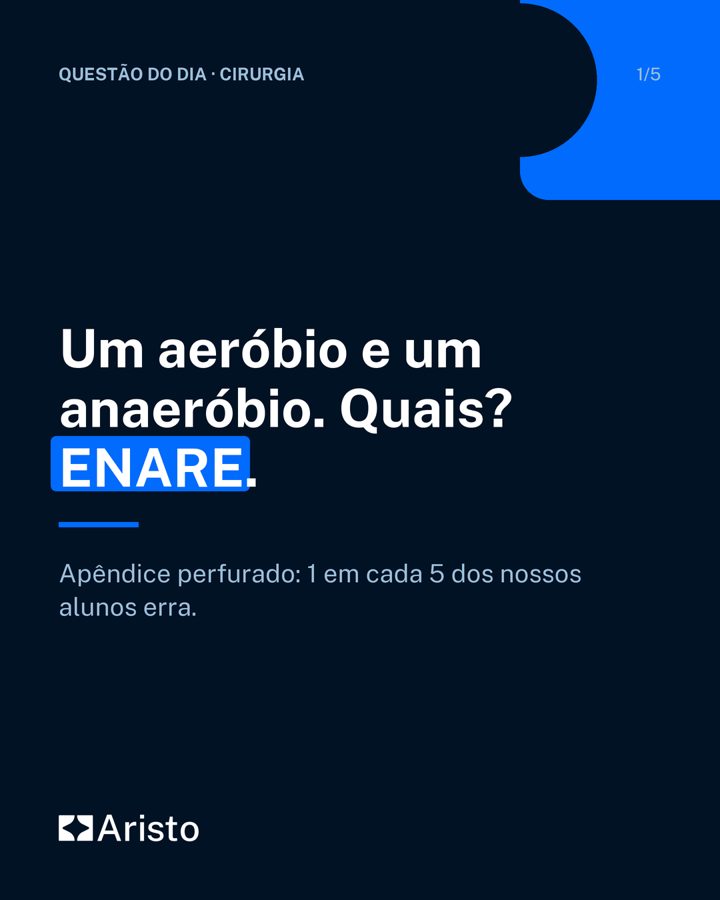 QUESTÃO DO DIA · CIRURGIA
1/5
Um aeróbio e um
anaeróbio. Quais?
ENARE.
Apêndice perfurado: 1 em cada 5 dos nossos
alunos erra.
Aristo